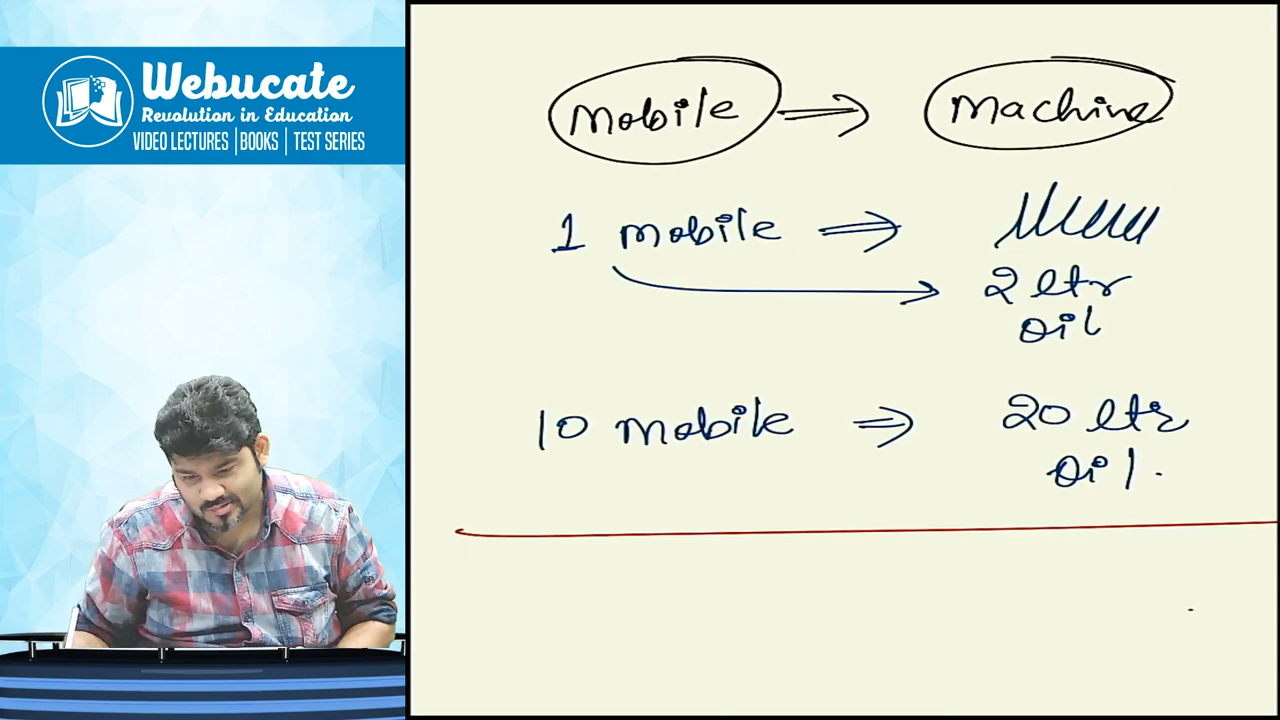 Webucate
Revolution in Education
VIDEO LECTURES | BOOKS | TEST SERIES
Mobile ⇒ Machine
1 mobile ⇒
→ 2 ltr
oil
10 mobile ⇒ 20 ltr
oil.